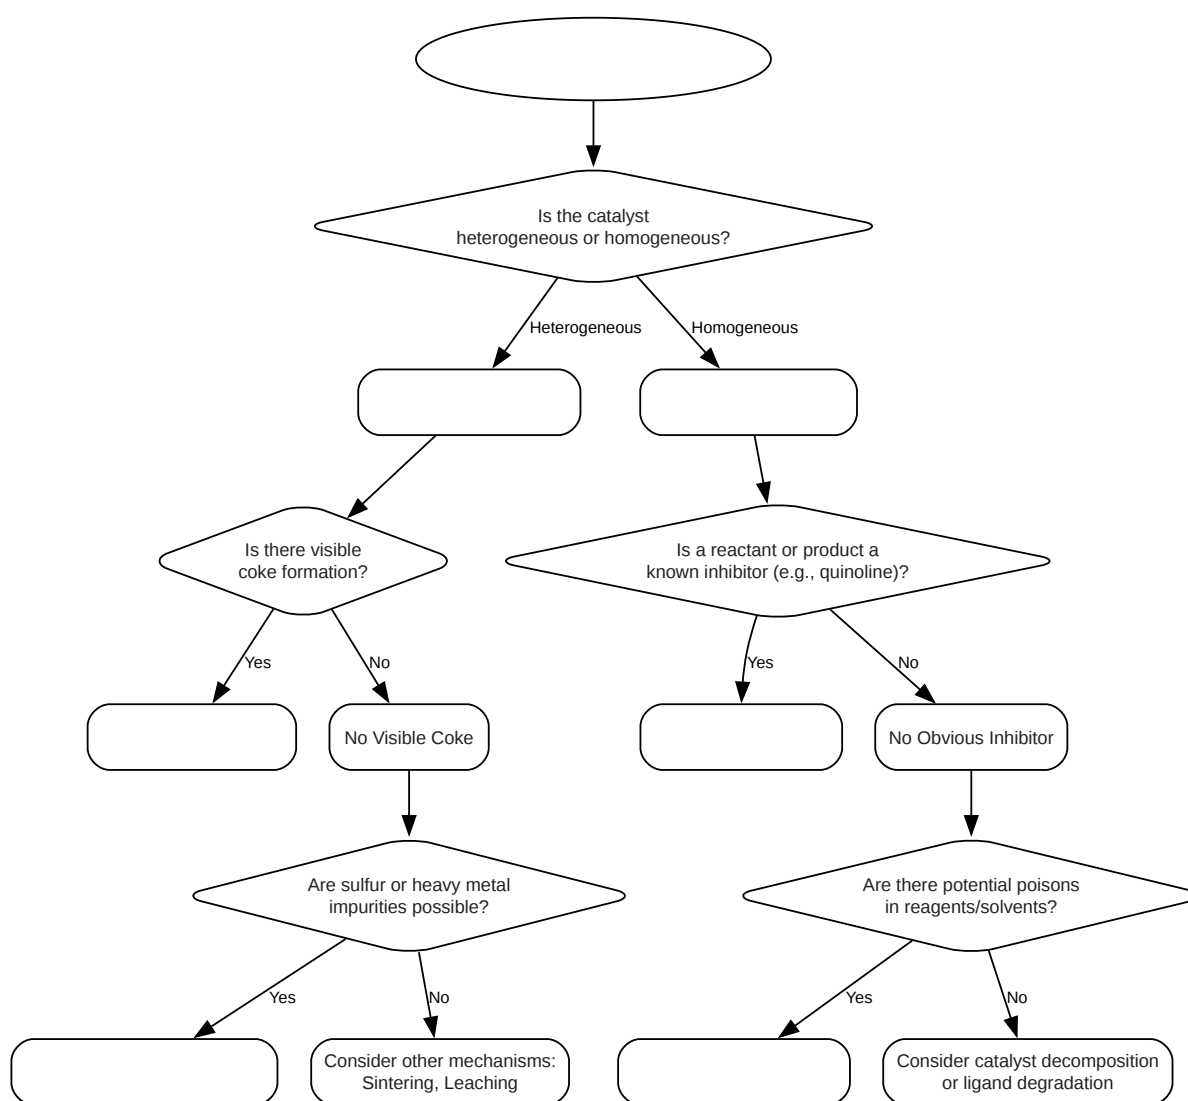 Is the catalyst
heterogeneous or homogeneous?
Heterogeneous
Homogeneous
Is there visible
coke formation?
Is a reactant or product a
known inhibitor (e.g., quinoline)?
Yes
No
Yes
No
No Visible Coke
No Obvious Inhibitor
Are sulfur or heavy metal
impurities possible?
Are there potential poisons
in reagents/solvents?
Yes
No
Yes
No
Consider other mechanisms:
Sintering, Leaching
Consider catalyst decomposition
or ligand degradation